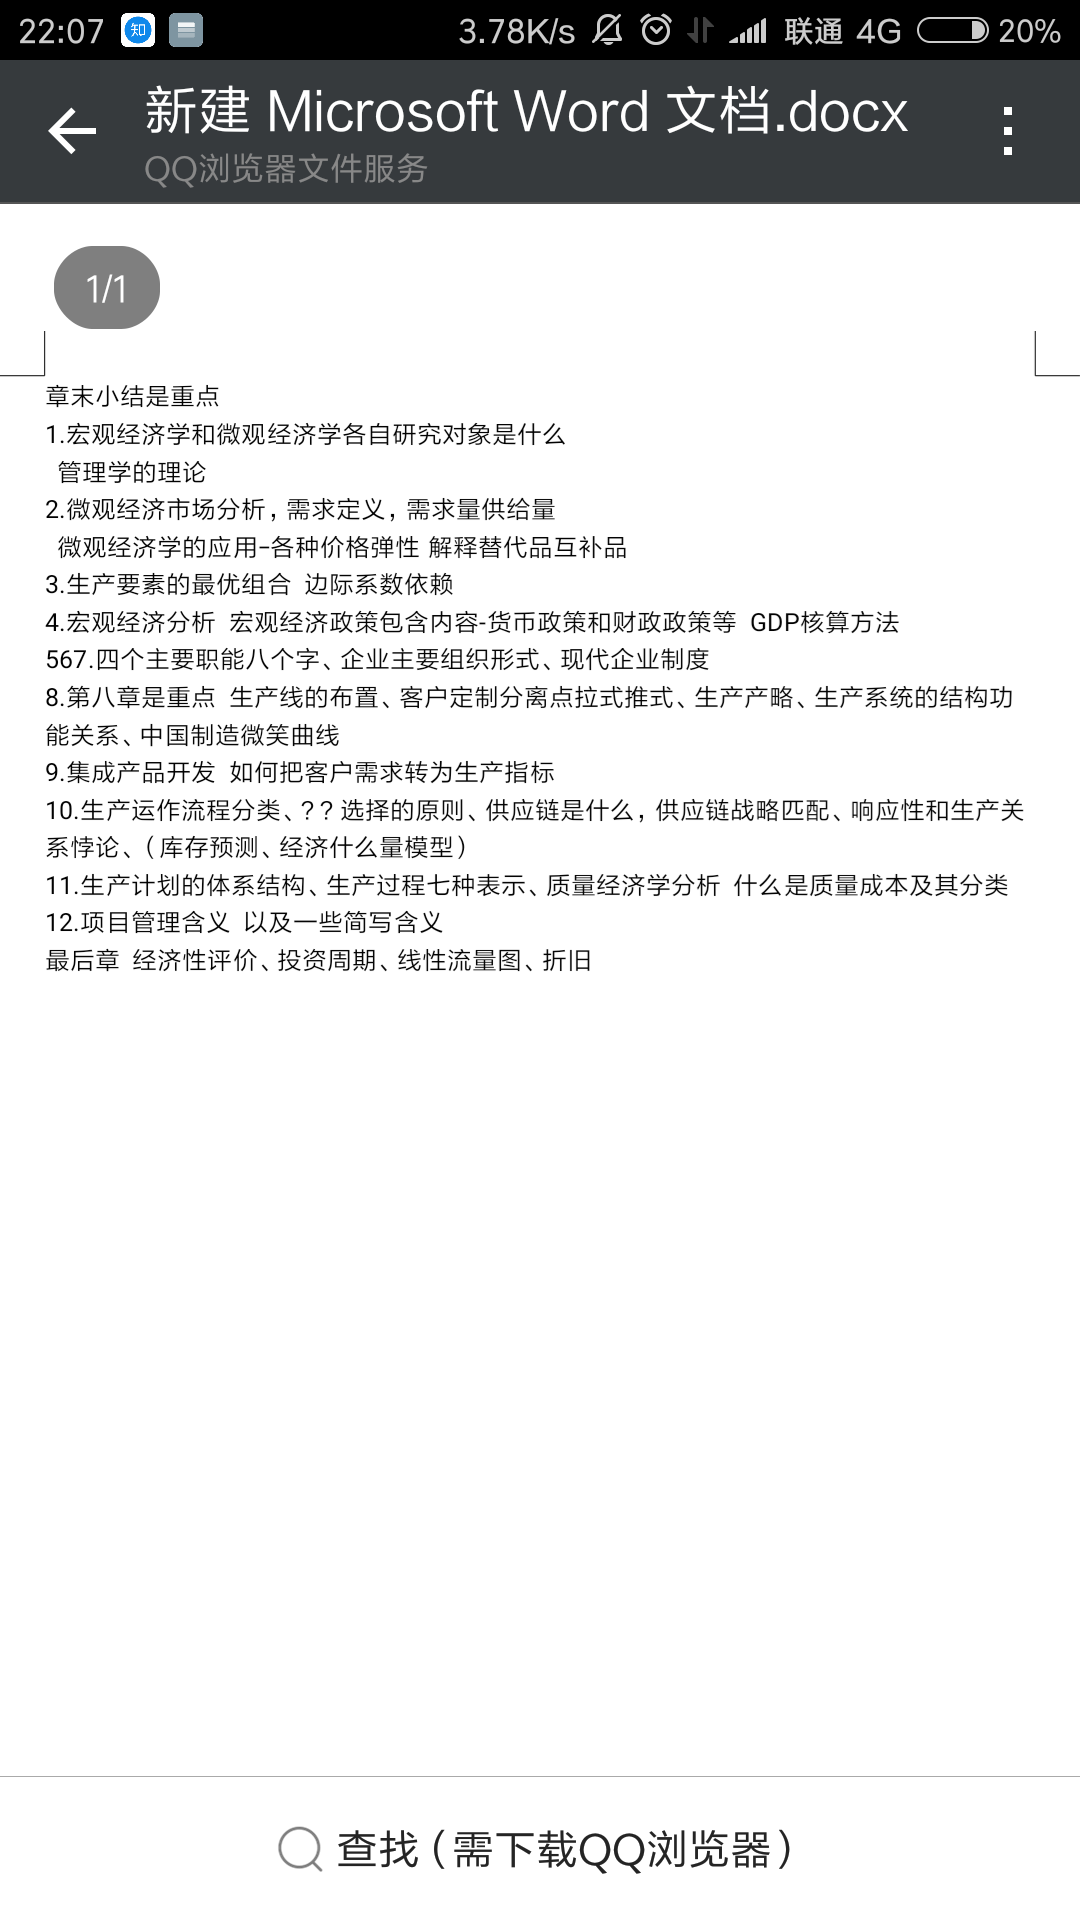 22:07 知 3.78K/s 联通 4G 20%
新建 Microsoft Word 文档.docx
QQ浏览器文件服务
1/1
章末小结是重点
1.宏观经济学和微观经济学各自研究对象是什么
管理学的理论
2.微观经济市场分析，需求定义，需求量供给量
微观经济学的应用-各种价格弹性 解释替代品互补品
3.生产要素的最优组合 边际系数依赖
4.宏观经济分析 宏观经济政策包含内容-货币政策和财政政策等 GDP核算方法
567.四个主要职能八个字、企业主要组织形式、现代企业制度
8.第八章是重点 生产线的布置、客户定制分离点拉式推式、生产产略、生产系统的结构功
能关系、中国制造微笑曲线
9.集成产品开发 如何把客户需求转为生产指标
10.生产运作流程分类、？？选择的原则、供应链是什么，供应链战略匹配、响应性和生产关
系悖论、（库存预测、经济什么量模型）
11.生产计划的体系结构、生产过程七种表示、质量经济学分析 什么是质量成本及其分类
12.项目管理含义 以及一些简写含义
最后章 经济性评价、投资周期、线性流量图、折旧
查找（需下载QQ浏览器）